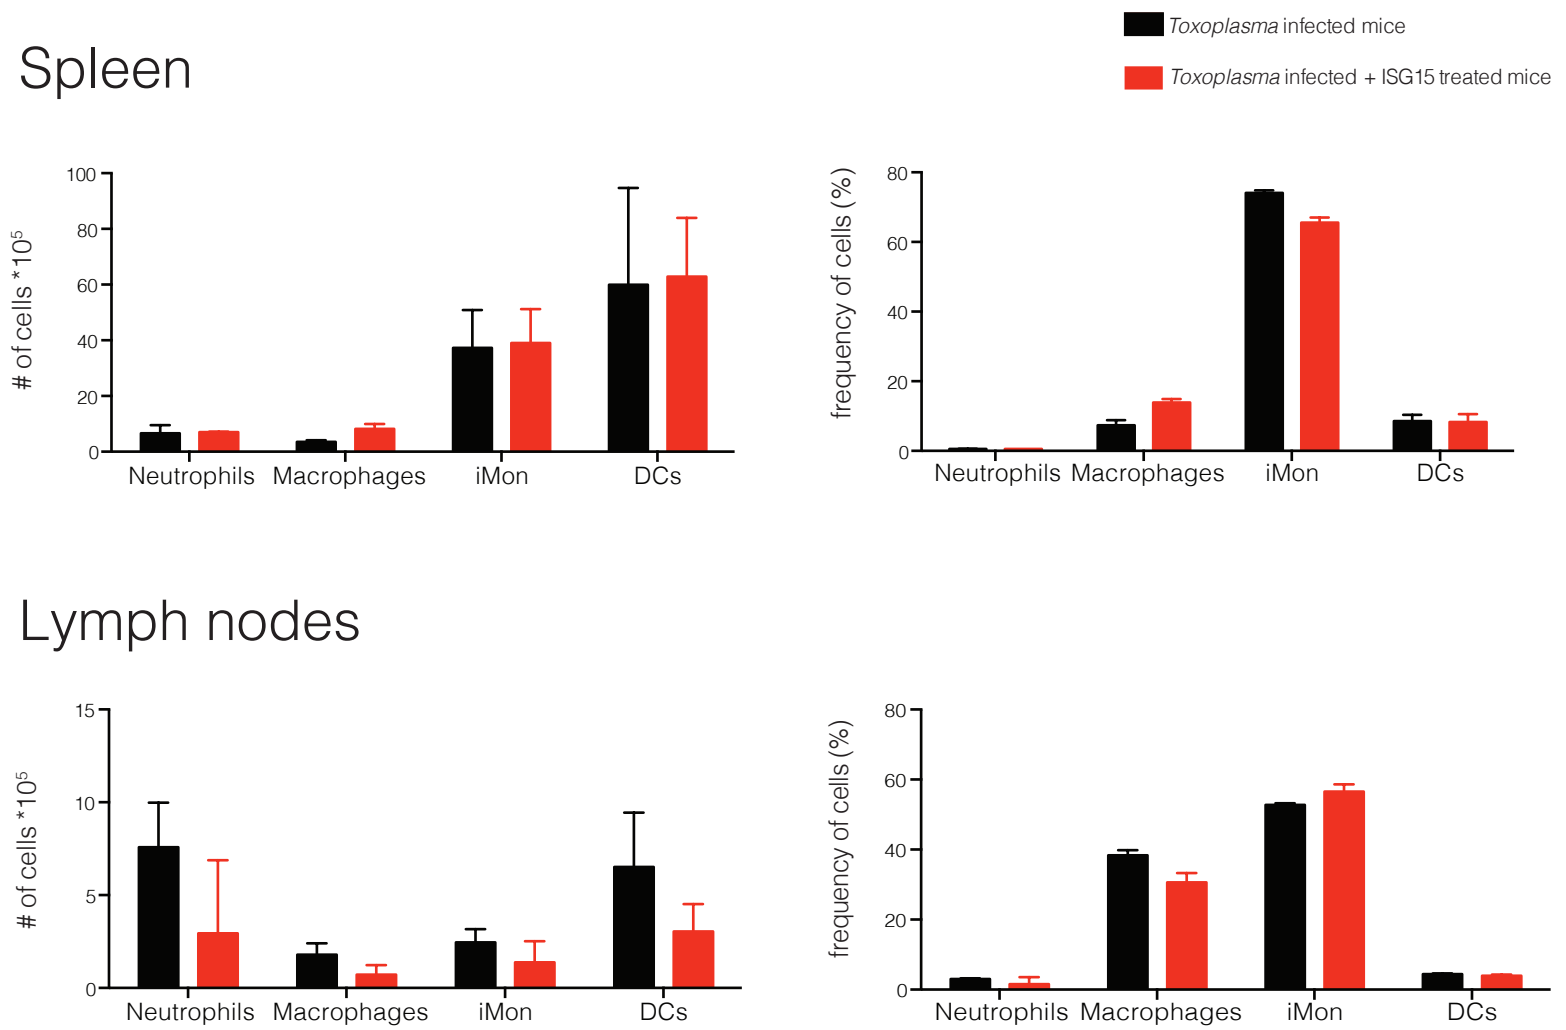 Toxoplasma infected mice
Spleen
Toxoplasma infected + ISG15 treated mice
# of cells *10⁵
100
80
60
40
20
0
Neutrophils Macrophages iMon DCs
frequency of cells (%)
80
60
40
20
0
Neutrophils Macrophages iMon DCs
Lymph nodes
# of cells *10⁵
15
10
5
0
Neutrophils Macrophages iMon DCs
frequency of cells (%)
80
60
40
20
0
Neutrophils Macrophages iMon DCs